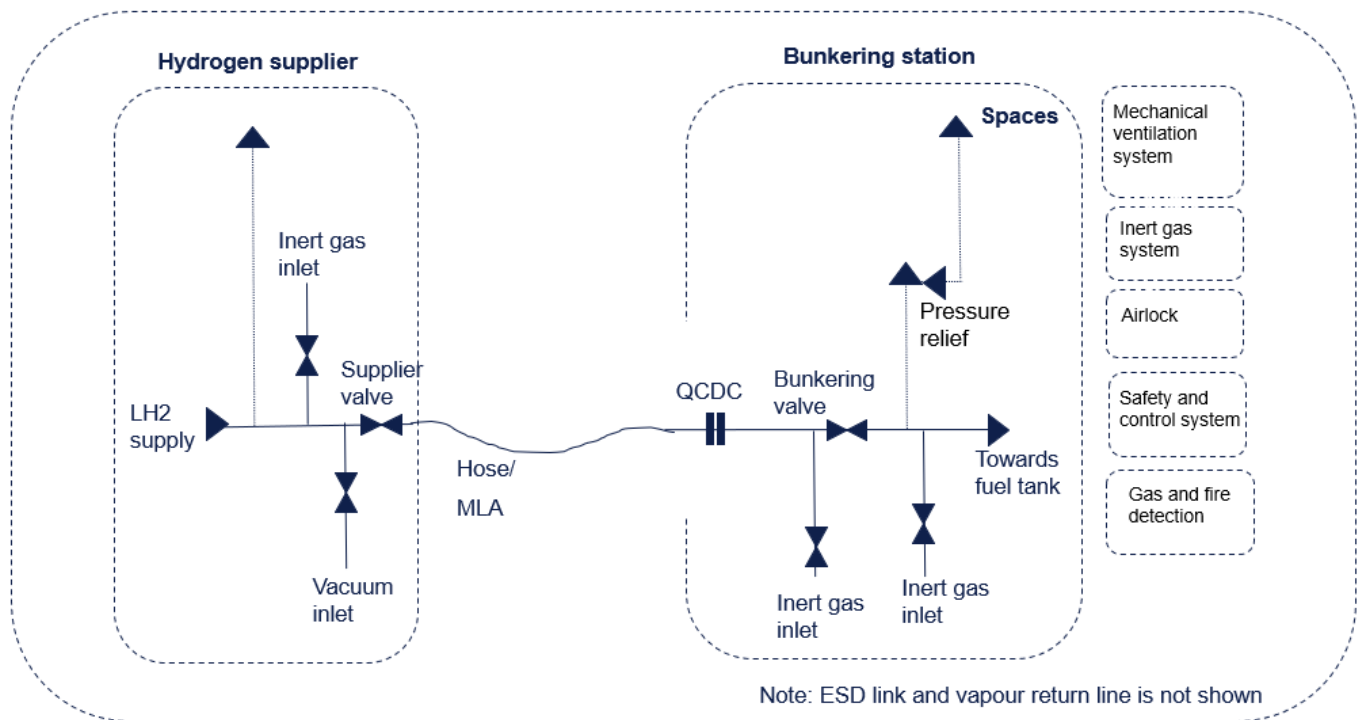 Hydrogen supplier
Inert gas
inlet
Supplier
valve
LH2
supply
Hose/
MLA
Vacuum
inlet
Bunkering station
Spaces
Pressure
relief
QCDC
Bunkering
valve
Towards
fuel tank
Inert gas
inlet
Inert gas
inlet
Mechanical
ventilation
system
Inert gas
system
Airlock
Safety and
control system
Gas and fire
detection
Note: ESD link and vapour return line is not shown